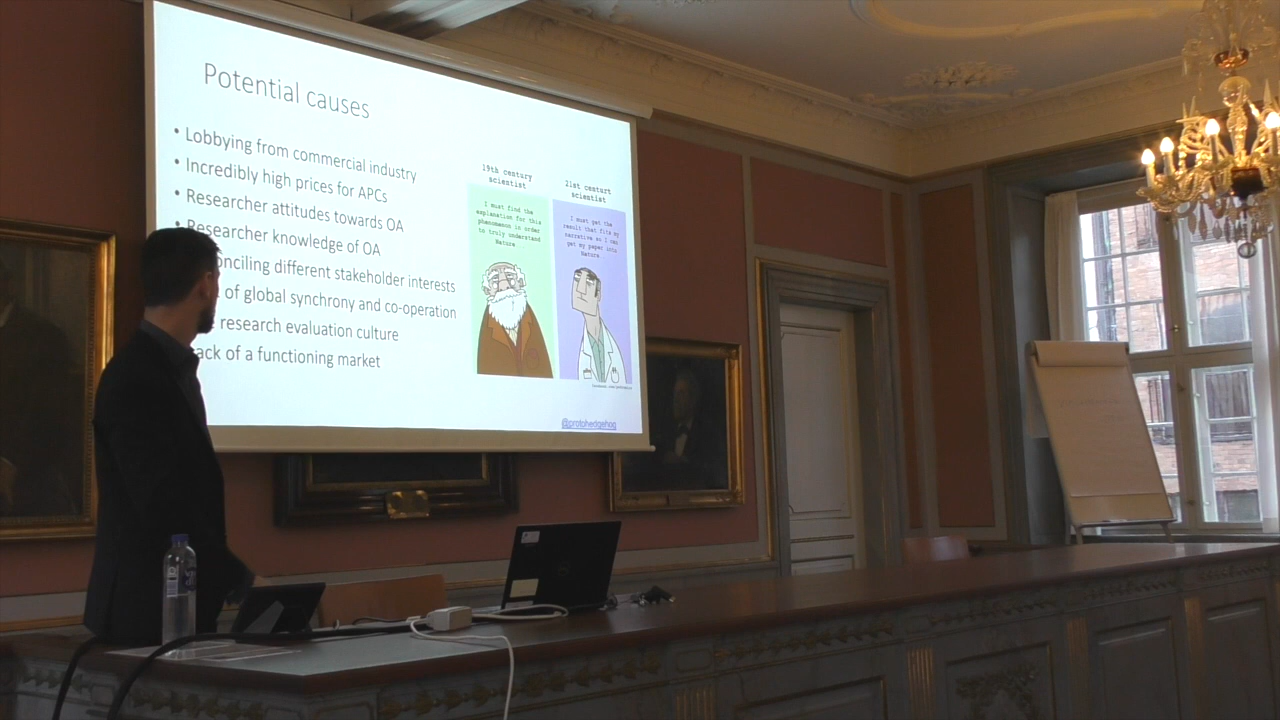 Potential causes
• Lobbying from commercial industry
• Incredibly high prices for APCs
• Researcher attitudes towards OA
Researcher knowledge of OA
onciling different stakeholder interests
of global synchrony and co-operation
research evaluation culture
ack of a functioning market
19th century
scientist
I must find the
explanation for this
phenomenon in order
to truly understand
Nature
21st centurt
scientist
I must get the
result that fits my
narrative so I can
get my paper into
Nature
@protohedgehog